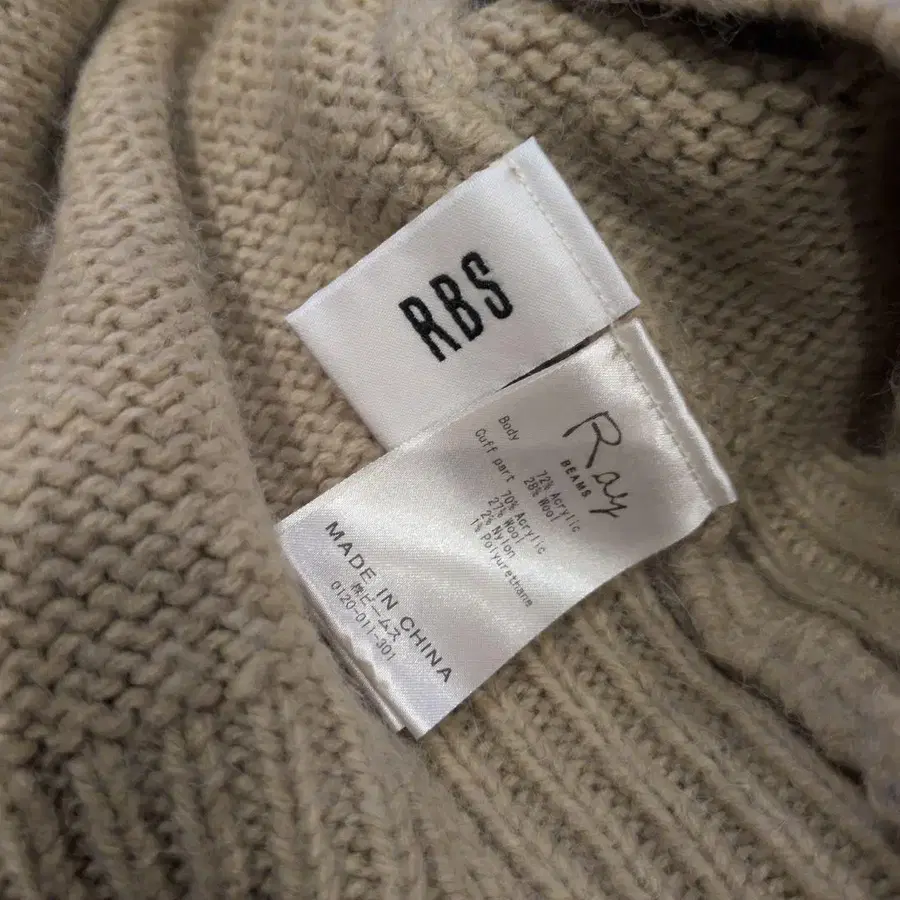 RBS
Ray
BEAMS
Body
72% Acrylic
28% Wool
Cuff part
70% Acrylic
27% Wool
2% Nylon
1% Polyurethane
MADE IN CHINA
㈱ビームス
0120-011-301